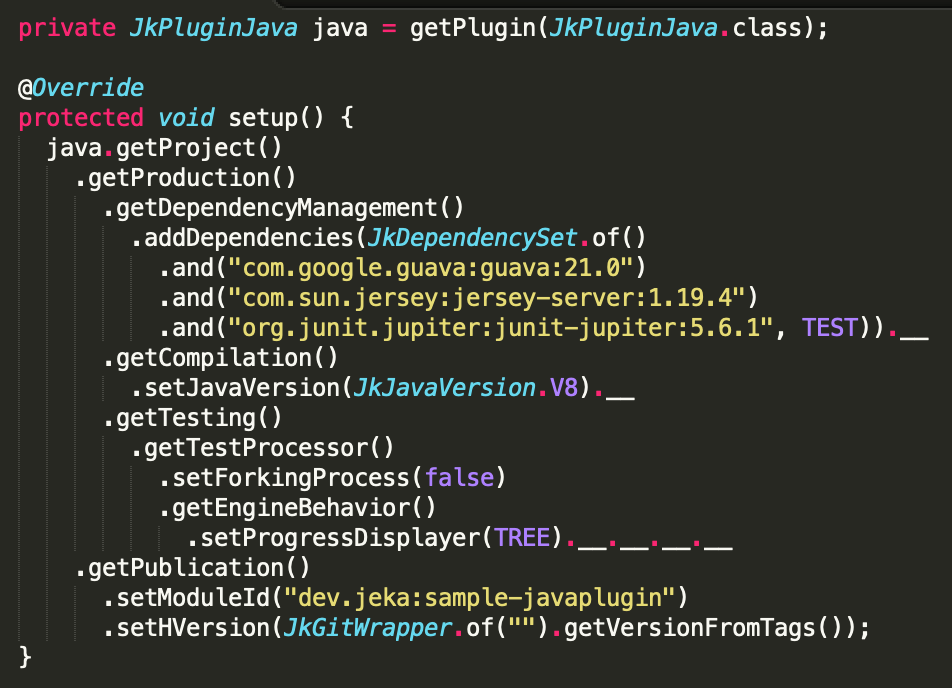 private JkPluginJava java = getPlugin(JkPluginJava.class);

@Override
protected void setup() {
  java.getProject()
    .getProduction()
      .getDependencyManagement()
        .addDependencies(JkDependencySet.of()
          .and("com.google.guava:guava:21.0")
          .and("com.sun.jersey:jersey-server:1.19.4")
          .and("org.junit.jupiter:junit-jupiter:5.6.1", TEST)).__
      .getCompilation()
        .setJavaVersion(JkJavaVersion.V8).__
      .getTesting()
        .getTestProcessor()
          .setForkingProcess(false)
          .getEngineBehavior()
            .setProgressDisplayer(TREE).__.__.__.__
    .getPublication()
      .setModuleId("dev.jeka:sample-javaplugin")
      .setHVersion(JkGitWrapper.of("").getVersionFromTags());
}